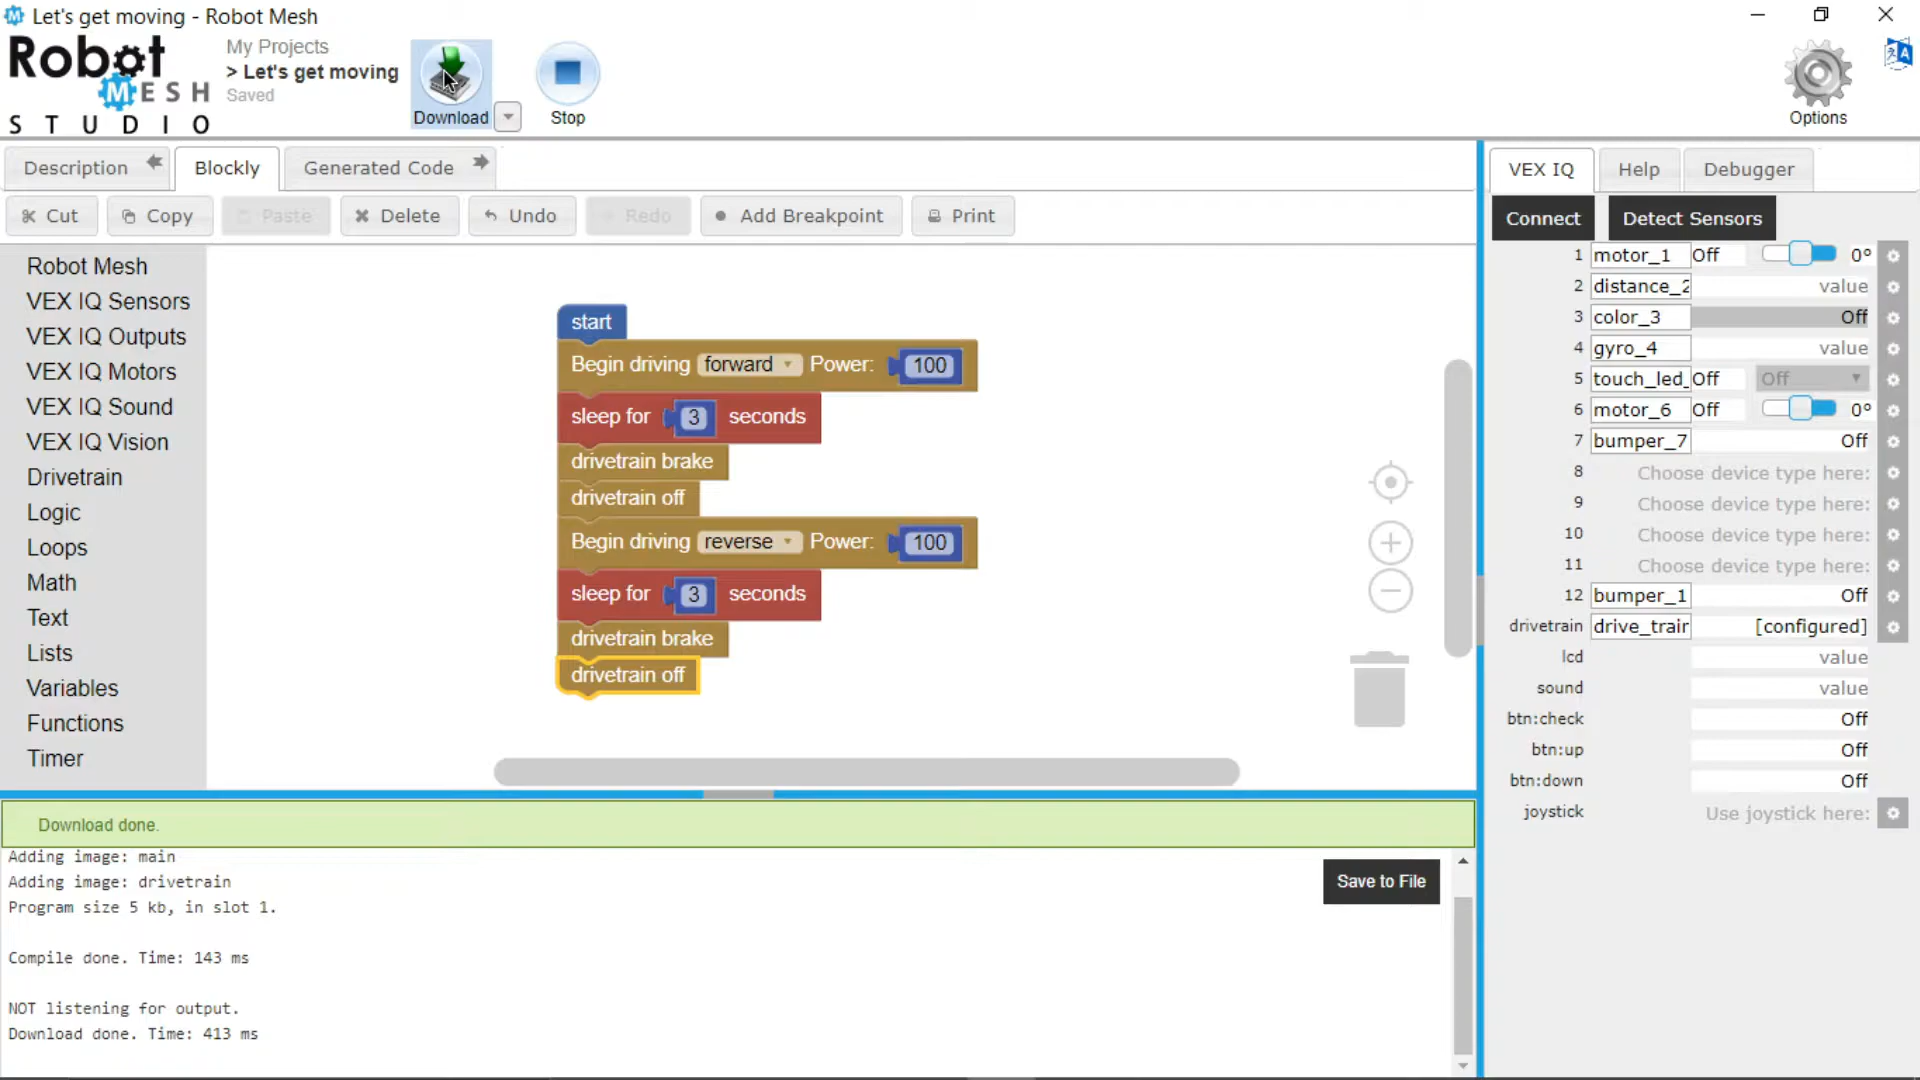 Let's get moving - Robot Mesh
Robot
MESH
STUDIO
My Projects
> Let's get moving
Saved
Download
Stop
Options
Description
Blockly
Generated Code
Cut
Copy
Paste
Delete
Undo
Redo
Add Breakpoint
Print
Robot Mesh
VEX IQ Sensors
VEX IQ Outputs
VEX IQ Motors
VEX IQ Sound
VEX IQ Vision
Drivetrain
Logic
Loops
Math
Text
Lists
Variables
Functions
Timer
start
Begin driving forward Power: 100
sleep for 3 seconds
drivetrain brake
drivetrain off
Begin driving reverse Power: 100
sleep for 3 seconds
drivetrain brake
drivetrain off
VEX IQ
Help
Debugger
Connect
Detect Sensors
1 motor_1 Off 0°
2 distance_2 value
3 color_3 Off
4 gyro_4 value
5 touch_led_ Off Off
6 motor_6 Off 0°
7 bumper_7 Off
8 Choose device type here:
9 Choose device type here:
10 Choose device type here:
11 Choose device type here:
12 bumper_1 Off
drivetrain drive_train [configured]
lcd value
sound value
btn:check Off
btn:up Off
btn:down Off
joystick Use joystick here:
Download done.
Adding image: main
Adding image: drivetrain
Program size 5 kb, in slot 1.
Compile done. Time: 143 ms
NOT listening for output.
Download done. Time: 413 ms
Save to File